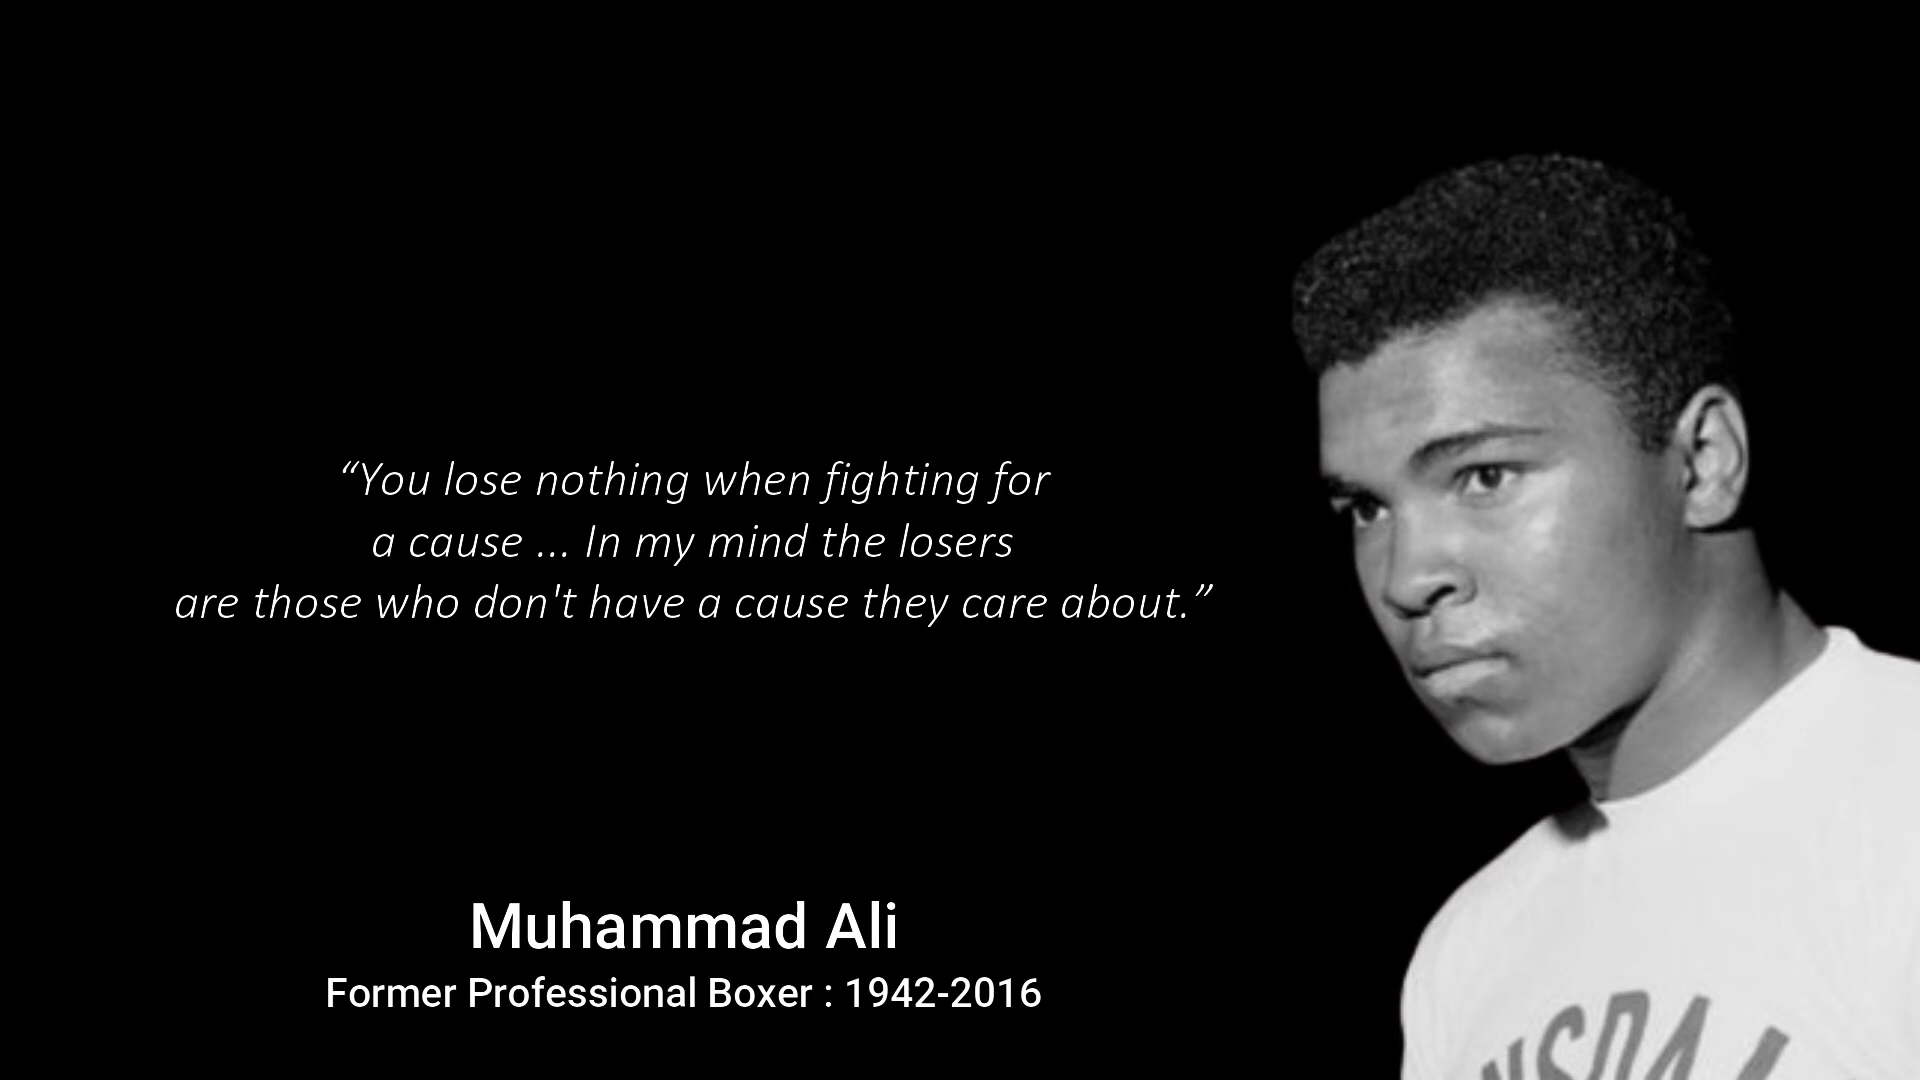 “You lose nothing when fighting for
a cause ... In my mind the losers
are those who don't have a cause they care about.”
Muhammad Ali
Former Professional Boxer : 1942-2016